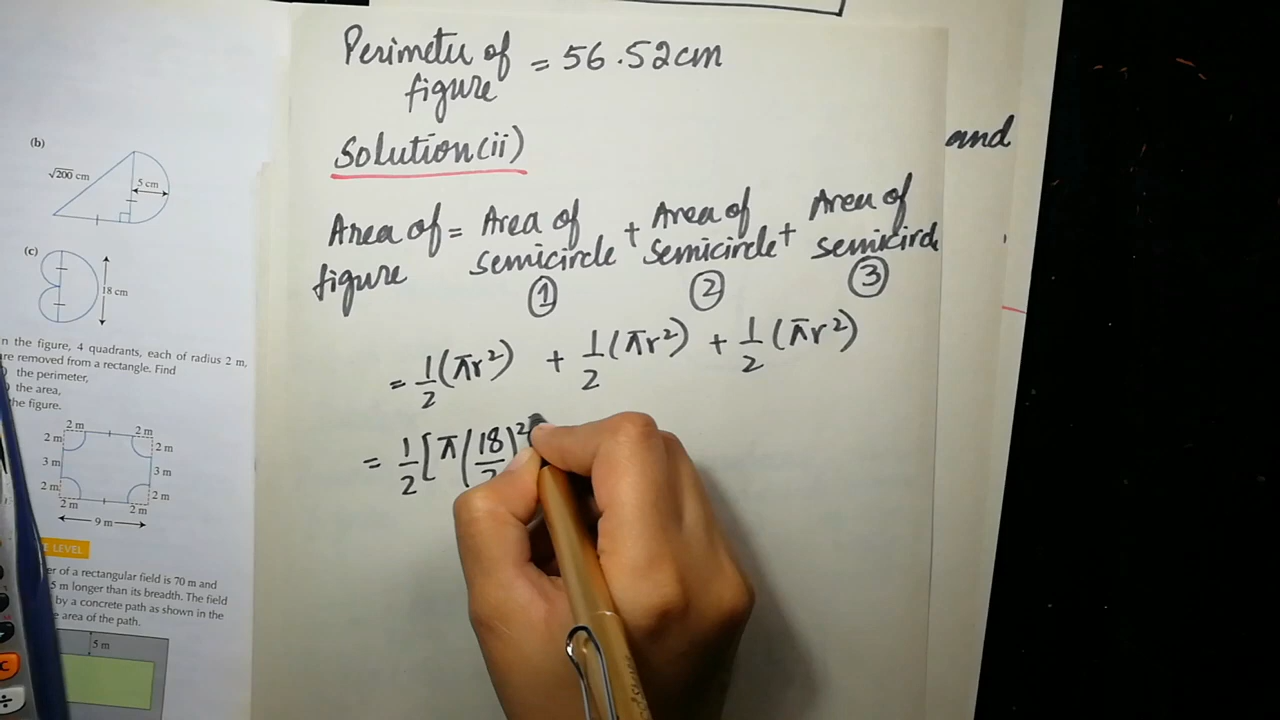 Perimeter of = 56.52cm
figure
Solution(ii)
and
Area of = Area of + Area of + Area of
figure semicircle semicircle semicircle
① ② ③
= 1/2 (πr²) + 1/2 (πr²) + 1/2 (πr²)
= 1/2 [π(18/2)²
(b)
√200 cm
5 cm
(c)
18 cm
n the figure, 4 quadrants, each of radius 2 m,
re removed from a rectangle. Find
the perimeter,
the area,
the figure.
2 m 2 m
2 m 2 m
3 m 3 m
2 m 2 m
2 m 2 m
9 m
LEVEL
er of a rectangular field is 70 m and
5 m longer than its breadth. The field
by a concrete path as shown in the
e area of the path.
5 m
C
÷